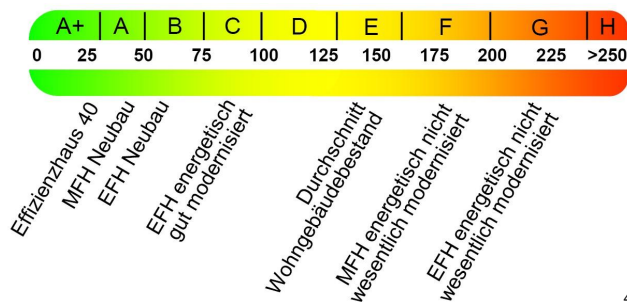 A+ A B C D E F G H
0 25 50 75 100 125 150 175 200 225 >250
Effizienzhaus 40
MFH Neubau
EFH Neubau
EFH energetisch
gut modernisiert
Durchschnitt
Wohngebäudebestand
MFH energetisch nicht
wesentlich modernisiert
EFH energetisch nicht
wesentlich modernisiert